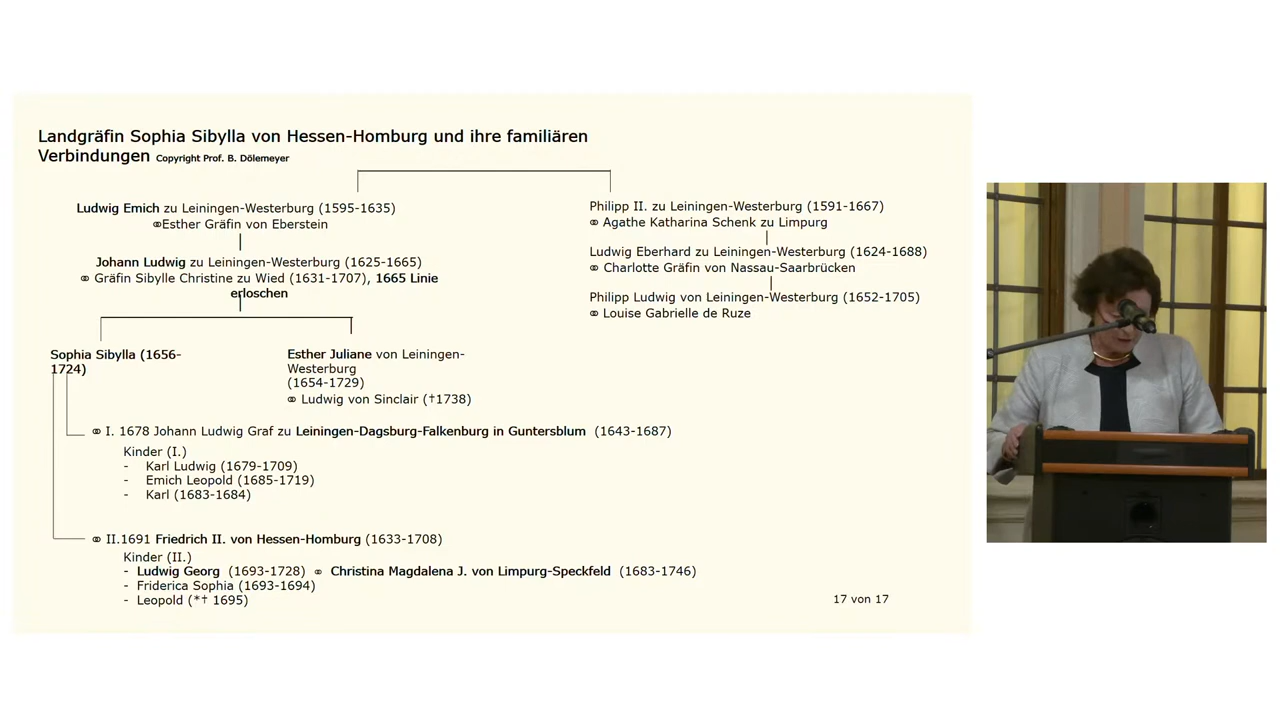 Landgräfin Sophia Sibylla von Hessen-Homburg und ihre familiären
Verbindungen Copyright Prof. B. Dölemeyer
Ludwig Emich zu Leiningen-Westerburg (1595-1635)
⚭Esther Gräfin von Eberstein
Johann Ludwig zu Leiningen-Westerburg (1625-1665)
⚭ Gräfin Sibylle Christine zu Wied (1631-1707), 1665 Linie
erloschen
Philipp II. zu Leiningen-Westerburg (1591-1667)
⚭ Agathe Katharina Schenk zu Limpurg
Ludwig Eberhard zu Leiningen-Westerburg (1624-1688)
⚭ Charlotte Gräfin von Nassau-Saarbrücken
Philipp Ludwig von Leiningen-Westerburg (1652-1705)
⚭ Louise Gabrielle de Ruze
Sophia Sibylla (1656-
1724)
Esther Juliane von Leiningen-
Westerburg
(1654-1729)
⚭ Ludwig von Sinclair (†1738)
⚭ I. 1678 Johann Ludwig Graf zu Leiningen-Dagsburg-Falkenburg in Guntersblum (1643-1687)
Kinder (I.)
- Karl Ludwig (1679-1709)
- Emich Leopold (1685-1719)
- Karl (1683-1684)
⚭ II.1691 Friedrich II. von Hessen-Homburg (1633-1708)
Kinder (II.)
- Ludwig Georg (1693-1728) ⚭ Christina Magdalena J. von Limpurg-Speckfeld (1683-1746)
- Friderica Sophia (1693-1694)
- Leopold (*† 1695)
17 von 17